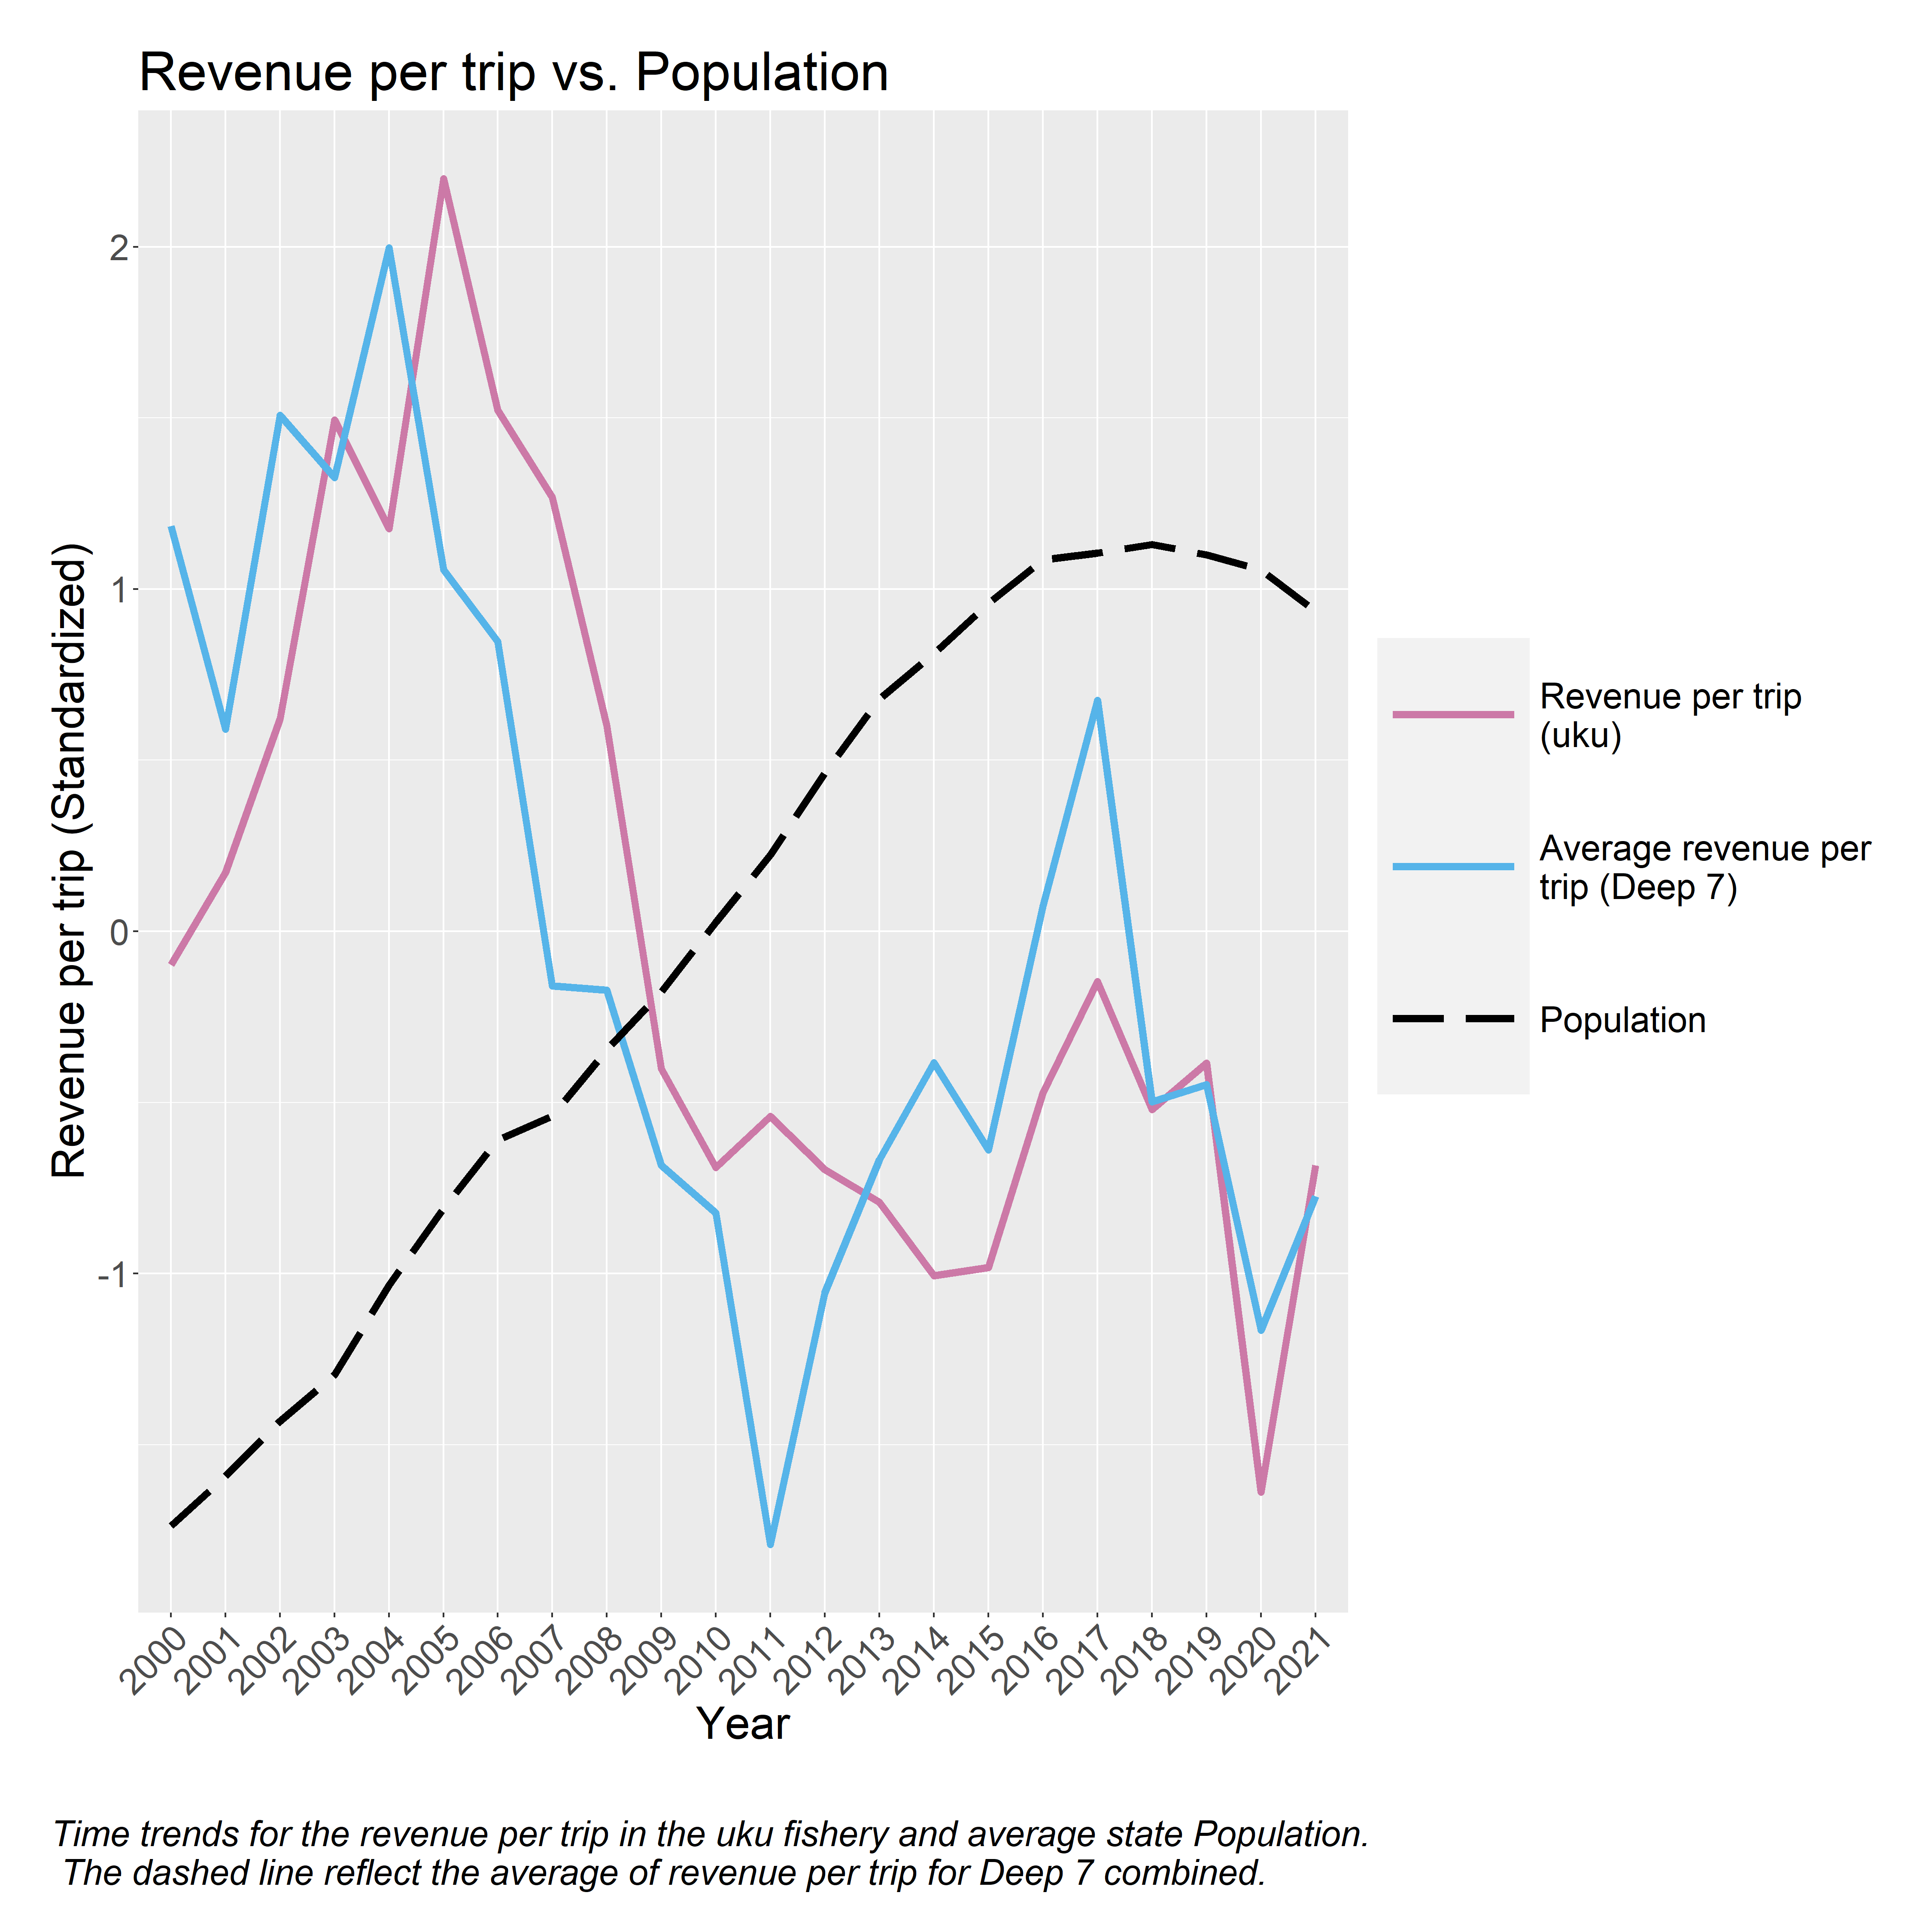 Revenue per trip vs. Population
Revenue per trip (Standardized)
2
1
0
-1
2000
2001
2002
2003
2004
2005
2006
2007
2008
2009
2010
2011
2012
2013
2014
2015
2016
2017
2018
2019
2020
2021
Year
Revenue per trip
(uku)
Average revenue per
trip (Deep 7)
Population
Time trends for the revenue per trip in the uku fishery and average state Population.
The dashed line reflect the average of revenue per trip for Deep 7 combined.